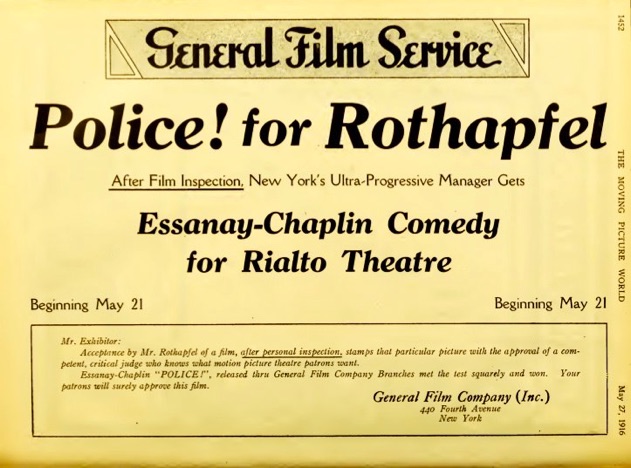 General Film Service
Police! for Rothapfel
After Film Inspection, New York's Ultra-Progressive Manager Gets
Essanay-Chaplin Comedy
for Rialto Theatre
Beginning May 21
Beginning May 21
Mr. Exhibitor:
Acceptance by Mr. Rothapfel of a film, after personal inspection, stamps that particular picture with the approval of a com-
petent, critical judge who knows what motion picture theatre patrons want.
Essanay-Chaplin "POLICE!", released thru General Film Company Branches met the test squarely and won. Your
patrons will surely approve this film.
General Film Company (Inc.)
440 Fourth Avenue
New York
1452
THE MOVING PICTURE WORLD
May 27, 1916